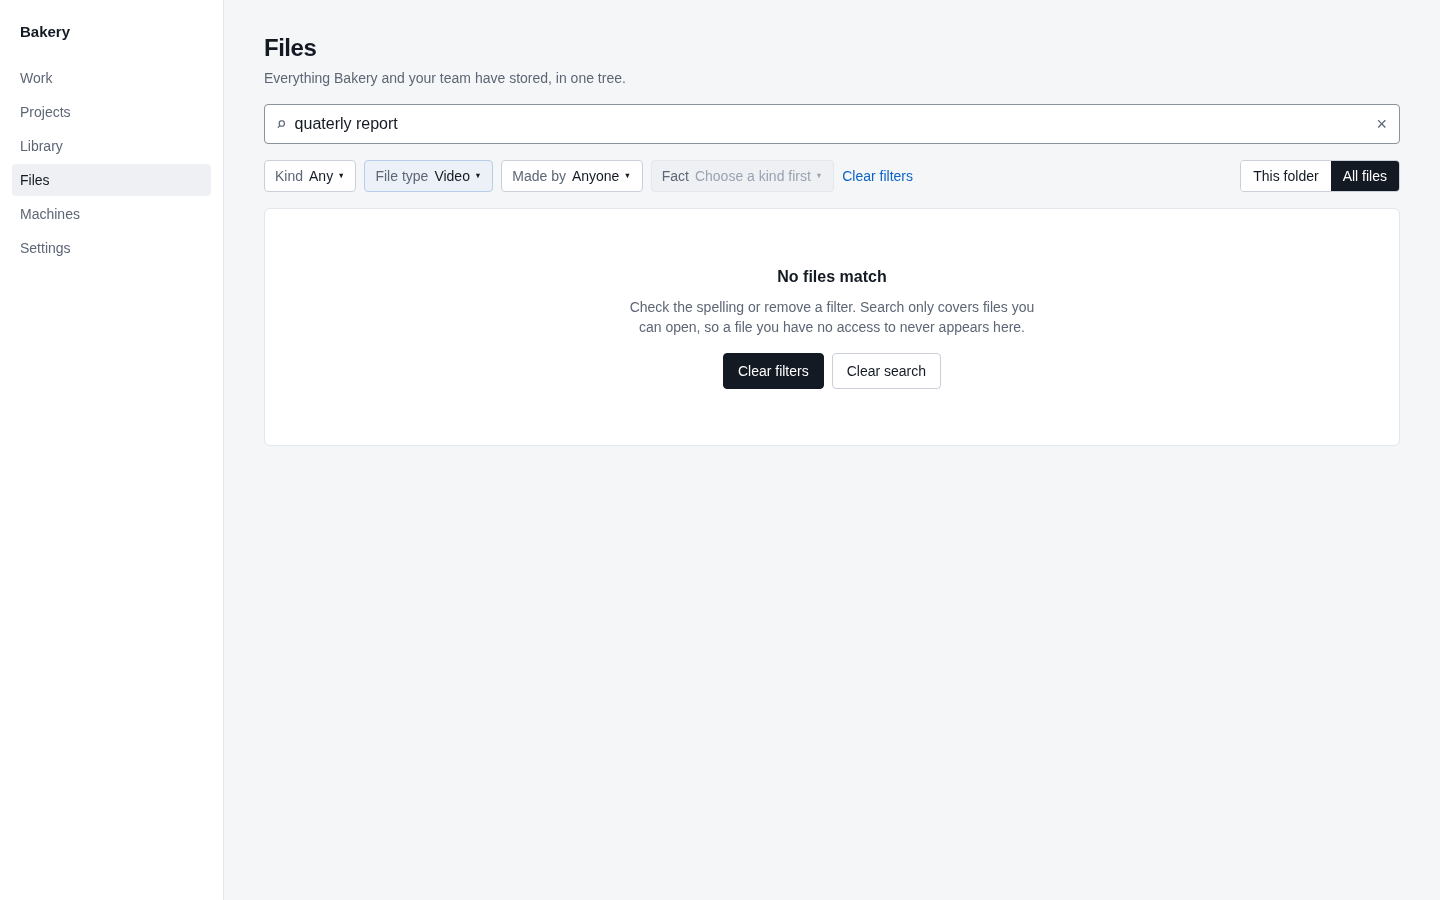 Bakery
Work
Projects
Library
Files
Machines
Settings
Files
Everything Bakery and your team have stored, in one tree.
quaterly report
Kind Any
File type Video
Made by Anyone
Fact Choose a kind first
Clear filters
This folder
All files
No files match
Check the spelling or remove a filter. Search only covers files you
can open, so a file you have no access to never appears here.
Clear filters
Clear search